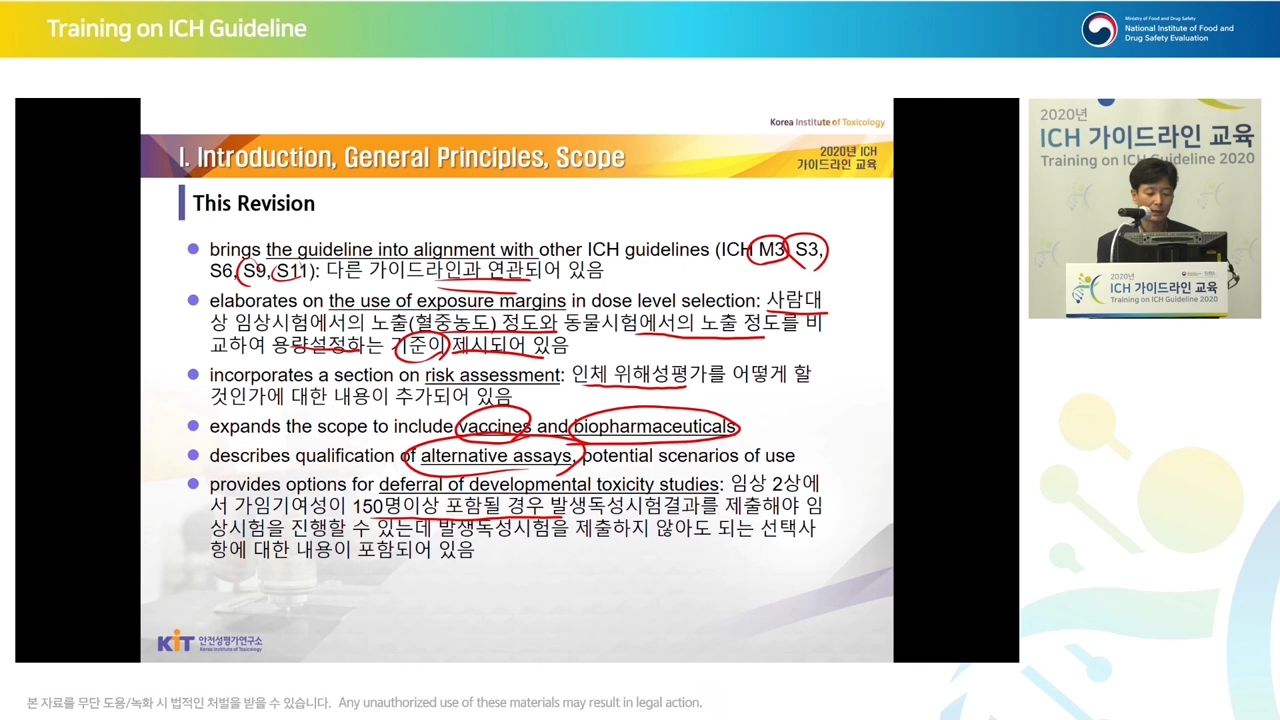 Training on ICH Guideline
Ministry of Food and Drug Safety
National Institute of Food and
Drug Safety Evaluation
Korea Institute of Toxicology
I. Introduction, General Principles, Scope
2020년 ICH
가이드라인 교육
This Revision
brings the guideline into alignment with other ICH guidelines (ICH M3, S3,
S6, S9, S11): 다른 가이드라인과 연관되어 있음
elaborates on the use of exposure margins in dose level selection: 사람대
상 임상시험에서의 노출(혈중농도) 정도와 동물시험에서의 노출 정도를 비
교하여 용량설정하는 기준이 제시되어 있음
incorporates a section on risk assessment: 인체 위해성평가를 어떻게 할
것인가에 대한 내용이 추가되어 있음
expands the scope to include vaccines and biopharmaceuticals
describes qualification of alternative assays, potential scenarios of use
provides options for deferral of developmental toxicity studies: 임상 2상에
서 가임기여성이 150명이상 포함될 경우 발생독성시험결과를 제출해야 임
상시험을 진행할 수 있는데 발생독성시험을 제출하지 않아도 되는 선택사
항에 대한 내용이 포함되어 있음
KIT 안전성평가연구소
Korea Institute of Toxicology
2020년
ICH 가이드라인 교육
Training on ICH Guideline 2020
2020년
ICH 가이드라인 교육
Training on ICH Guideline 2020
본 자료를 무단 도용/녹화 시 법적인 처벌을 받을 수 있습니다. Any unauthorized use of these materials may result in legal action.